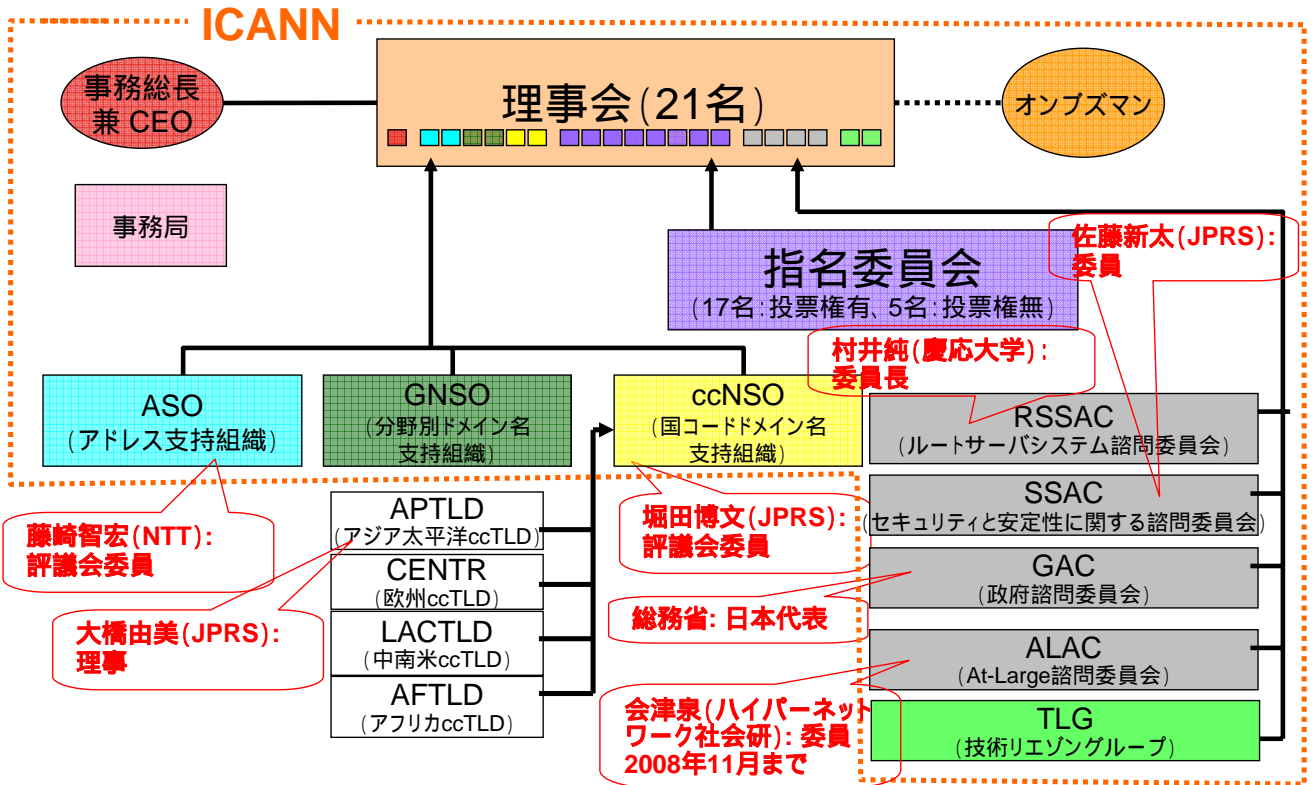 ICANN
事務総長
兼 CEO
理事会(21名)
オンブズマン
事務局
指名委員会
(17名:投票権有、5名:投票権無)
佐藤新太(JPRS):
委員
村井純(慶応大学):
委員長
ASO
(アドレス支持組織)
GNSO
(分野別ドメイン名
支持組織)
ccNSO
(国コードドメイン名
支持組織)
RSSAC
(ルートサーバシステム諮問委員会)
SSAC
(セキュリティと安定性に関する諮問委員会)
GAC
(政府諮問委員会)
ALAC
(At-Large諮問委員会)
TLG
(技術リエゾングループ)
藤崎智宏(NTT):
評議会委員
APTLD
(アジア太平洋ccTLD)
CENTR
(欧州ccTLD)
LACTLD
(中南米ccTLD)
AFTLD
(アフリカccTLD)
大橋由美(JPRS):
理事
堀田博文(JPRS):
評議会委員
総務省: 日本代表
会津泉(ハイパーネット
ワーク社会研): 委員
2008年11月まで